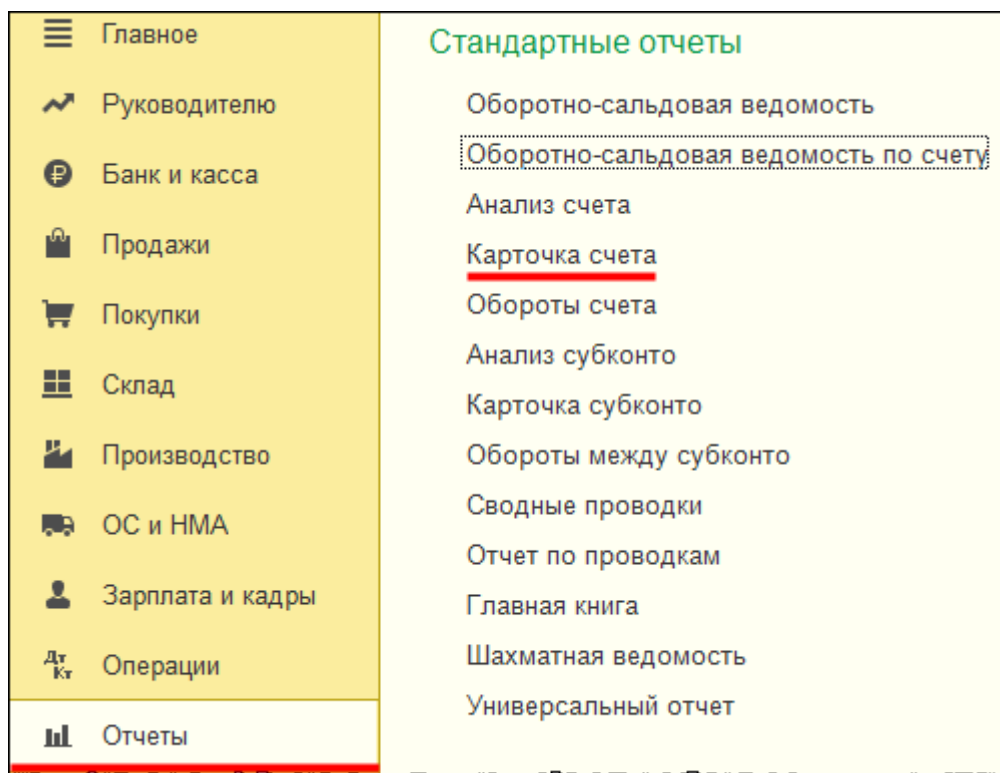 Главное
Руководителю
Банк и касса
Продажи
Покупки
Склад
Производство
ОС и НМА
Зарплата и кадры
Дт Кт Операции
Отчеты
Стандартные отчеты
Оборотно-сальдовая ведомость
Оборотно-сальдовая ведомость по счету
Анализ счета
Карточка счета
Обороты счета
Анализ субконто
Карточка субконто
Обороты между субконто
Сводные проводки
Отчет по проводкам
Главная книга
Шахматная ведомость
Универсальный отчет